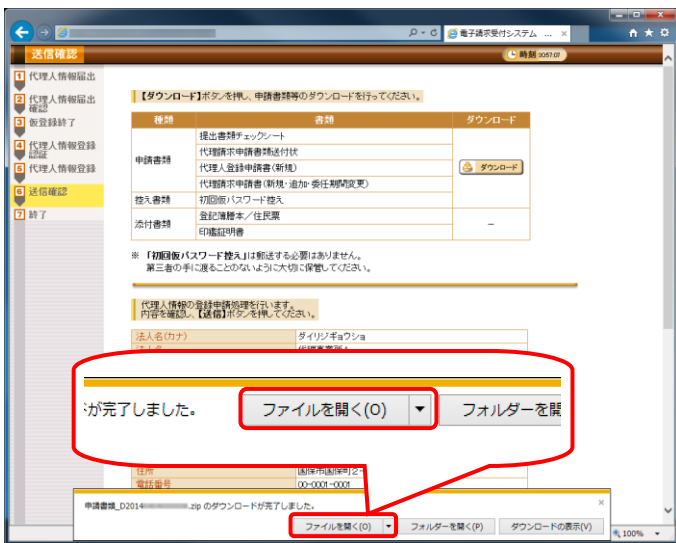 電子請求受付システム ...
送信確認
時刻
1 代理人情報届出
2 代理人情報届出確認
3 仮登録終了
4 代理人情報登録認証
5 代理人情報登録
6 送信確認
7 終了
【ダウンロード】ボタンを押し、申請書類等のダウンロードを行ってください。
種類 書類 ダウンロード
申請書類 提出書類チェックシート
代理請求申請書類送付状
代理人登録申請書(新規)
代理請求申請書(新規・追加・委任期間変更)
ダウンロード
控え書類 初回仮パスワード控え
添付書類 登記簿謄本／住民票 －
印鑑証明書
※ 「初回仮パスワード控え」は郵送する必要はありません。
第三者の手に渡ることのないように大切に保管してください。
代理人情報の登録申請処理を行います。
内容を確認し、【送信】ボタンを押してください。
法人名(カナ) ダイリジギョウショ
が完了しました。 ファイルを開く(O) フォルダーを開
住所 国保市国保町2-
電話番号 00-0001-0001
申請書類_D2014 .zip のダウンロードが完了しました。
ファイルを開く(O) フォルダーを開く(P) ダウンロードの表示(V)
100%